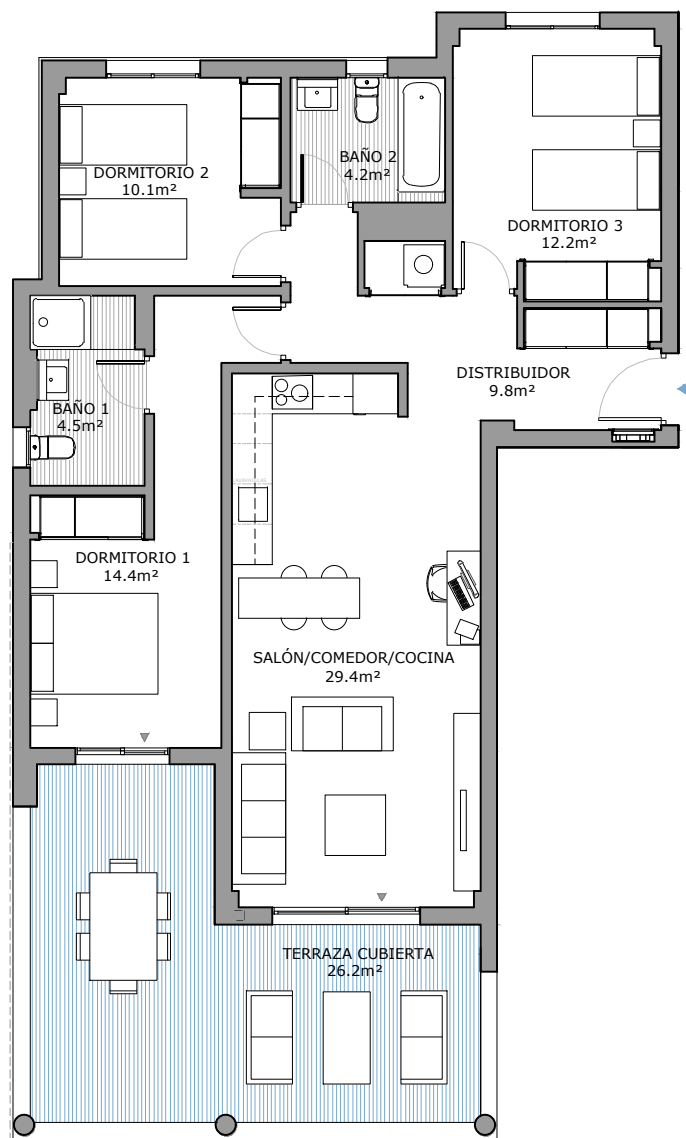 BAÑO 2
4.2m²
DORMITORIO 2
10.1m²
DORMITORIO 3
12.2m²
DISTRIBUIDOR
9.8m²
BAÑO 1
4.5m²
DORMITORIO 1
14.4m²
SALÓN/COMEDOR/COCINA
29.4m²
TERRAZA CUBIERTA
26.2m²